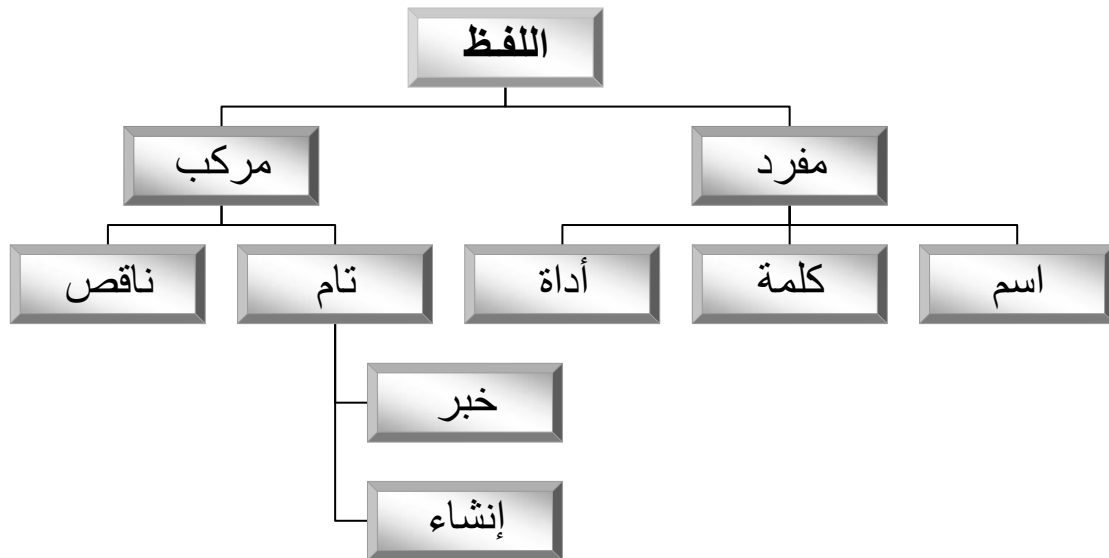 اللفظ
مفرد
مركب
اسم
كلمة
أداة
تام
ناقص
خبر
إنشاء